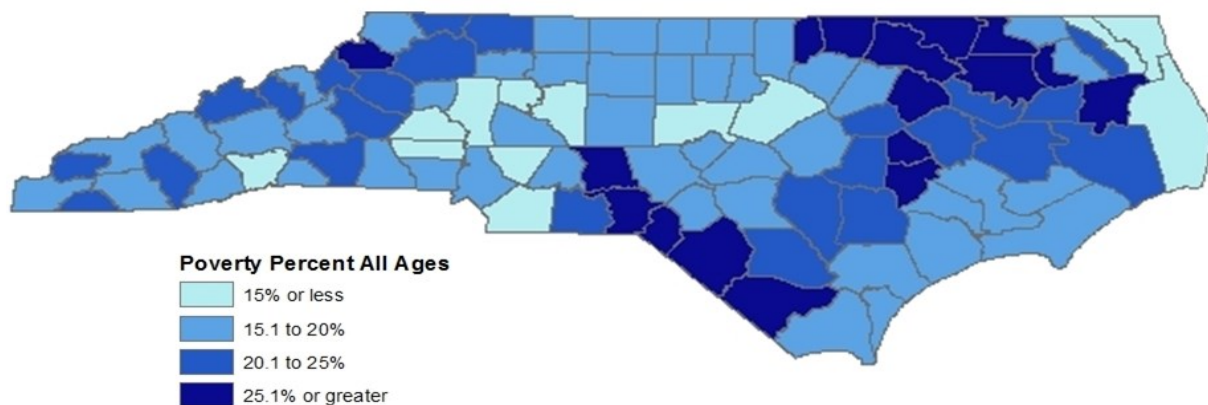 Poverty Percent All Ages
15% or less
15.1 to 20%
20.1 to 25%
25.1% or greater